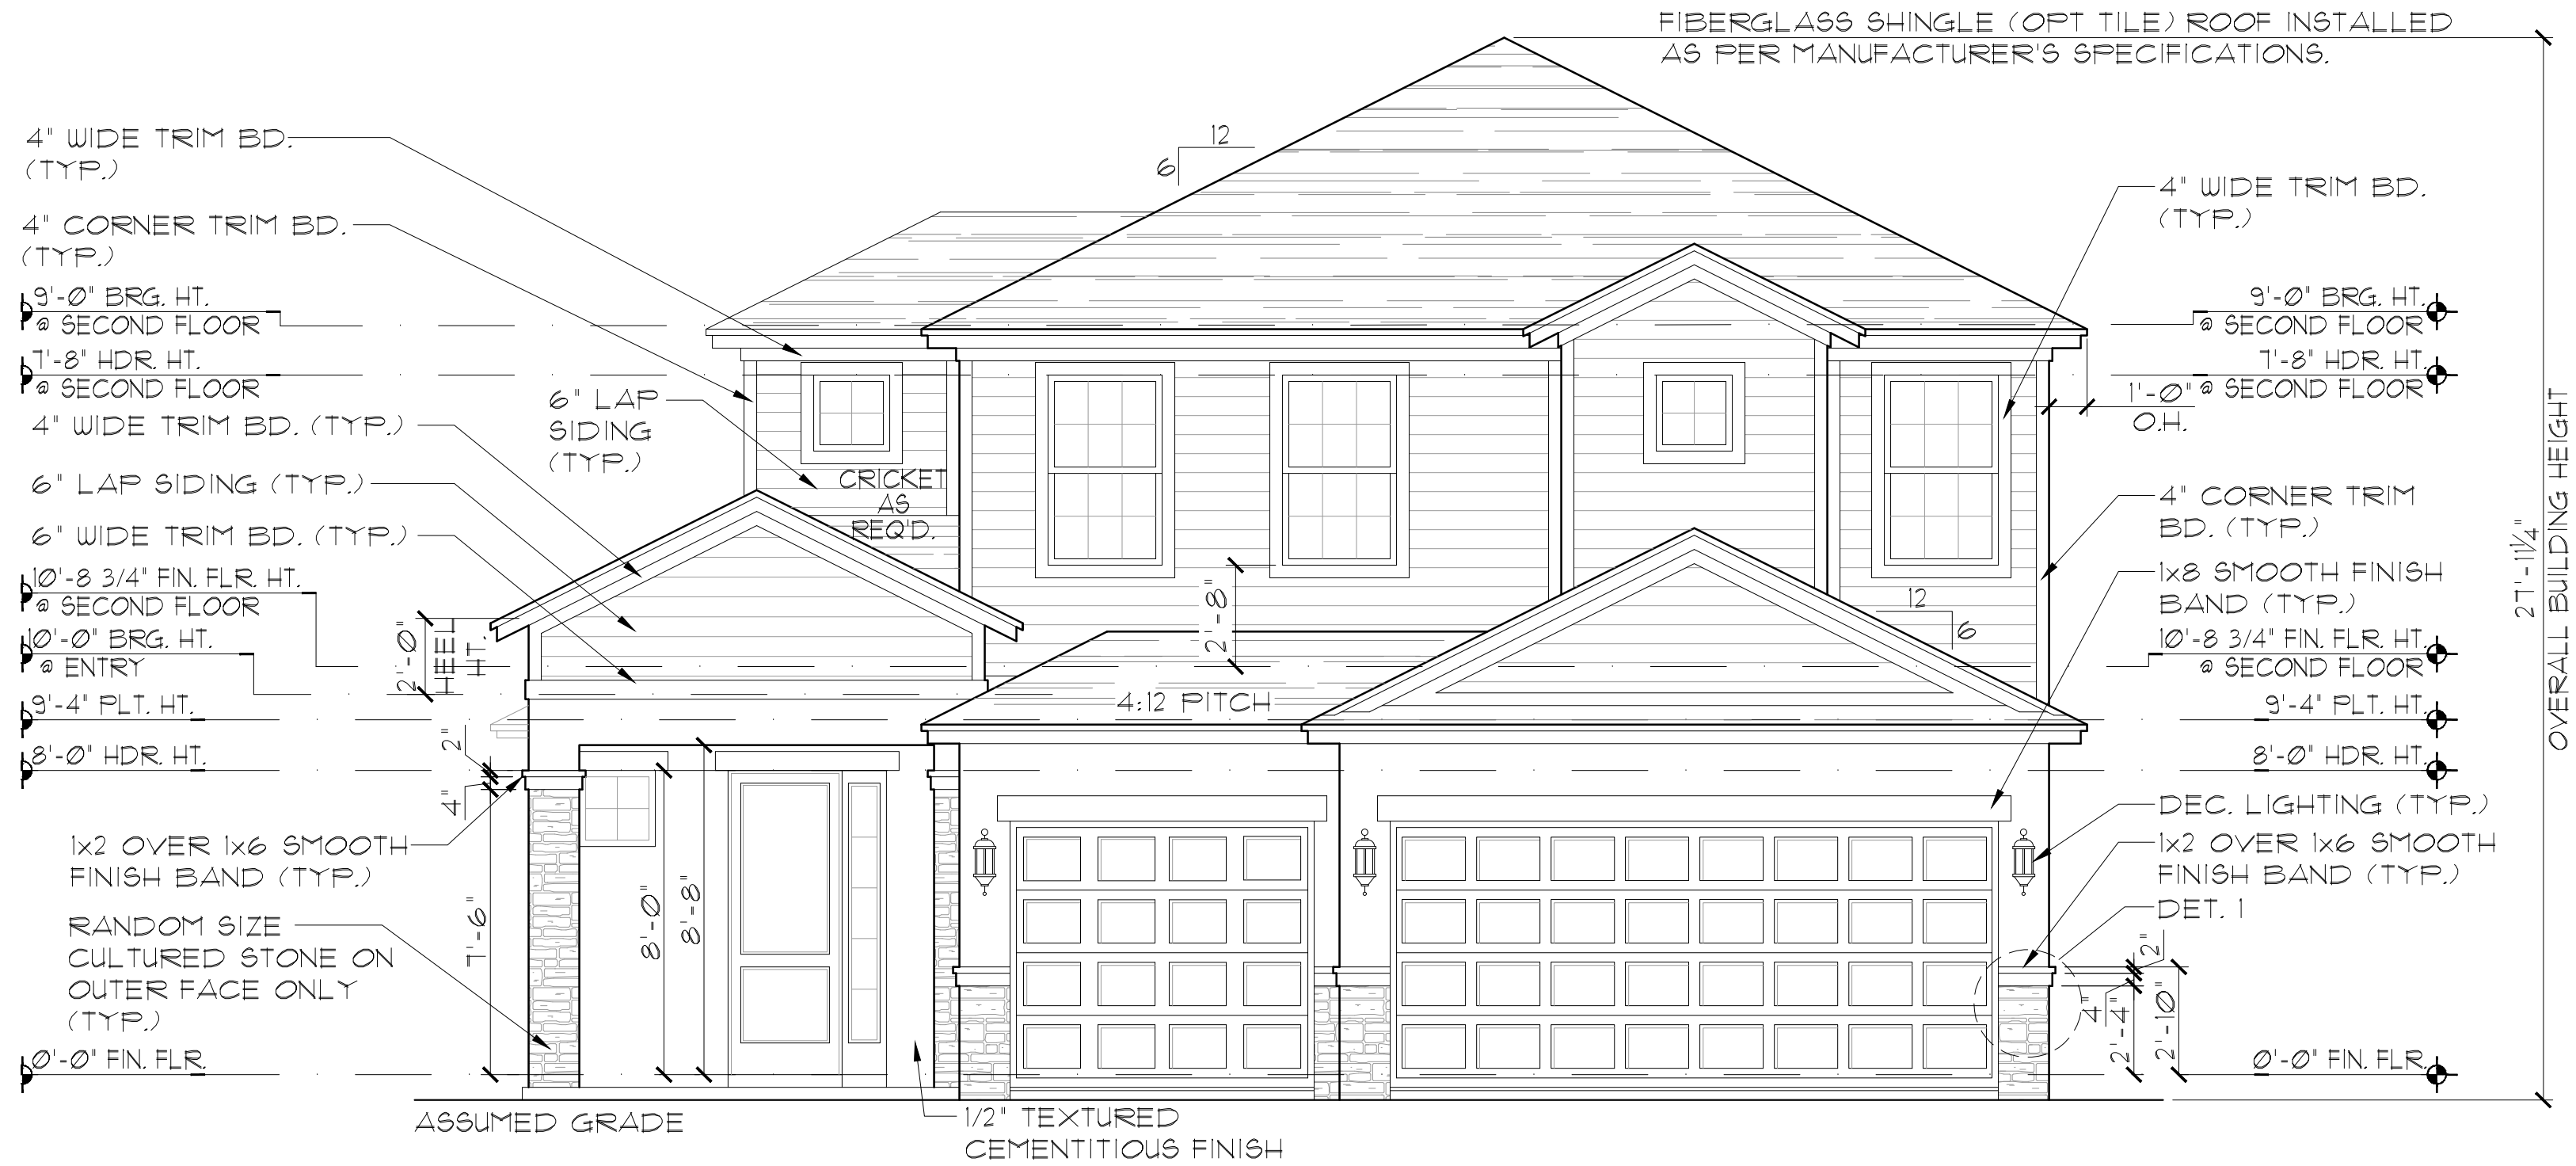 FIBERGLASS SHINGLE (OPT TILE) ROOF INSTALLED
AS PER MANUFACTURER'S SPECIFICATIONS.
4" WIDE TRIM BD.
(TYP.)
4" CORNER TRIM BD.
(TYP.)
9'-0" BRG. HT.
@ SECOND FLOOR
7'-8" HDR. HT.
@ SECOND FLOOR
4" WIDE TRIM BD. (TYP.)
6" LAP SIDING (TYP.)
6" WIDE TRIM BD. (TYP.)
10'-8 3/4" FIN. FLR. HT.
@ SECOND FLOOR
10'-0" BRG. HT.
@ ENTRY
9'-4" PLT. HT.
8'-0" HDR. HT.
1x2 OVER 1x6 SMOOTH
FINISH BAND (TYP.)
RANDOM SIZE
CULTURED STONE ON
OUTER FACE ONLY
(TYP.)
0'-0" FIN. FLR.
ASSUMED GRADE
2'-0"
HEEL
HT.
2"
4"
7'-6"
8'-0"
8'-8"
6" LAP
SIDING
(TYP.)
CRICKET
AS
REQ'D.
12
6
2'-8"
4:12 PITCH
12
6
1/2" TEXTURED
CEMENTITIOUS FINISH
4" WIDE TRIM BD.
(TYP.)
9'-0" BRG. HT.
@ SECOND FLOOR
7'-8" HDR. HT.
@ SECOND FLOOR
1'-0"
O.H.
4" CORNER TRIM
BD. (TYP.)
1x8 SMOOTH FINISH
BAND (TYP.)
10'-8 3/4" FIN. FLR. HT.
@ SECOND FLOOR
9'-4" PLT. HT.
8'-0" HDR. HT.
DEC. LIGHTING (TYP.)
1x2 OVER 1x6 SMOOTH
FINISH BAND (TYP.)
DET. 1
2"
4"
2'-4"
2'-10"
0'-0" FIN. FLR.
27'-11¼"
OVERALL BUILDING HEIGHT